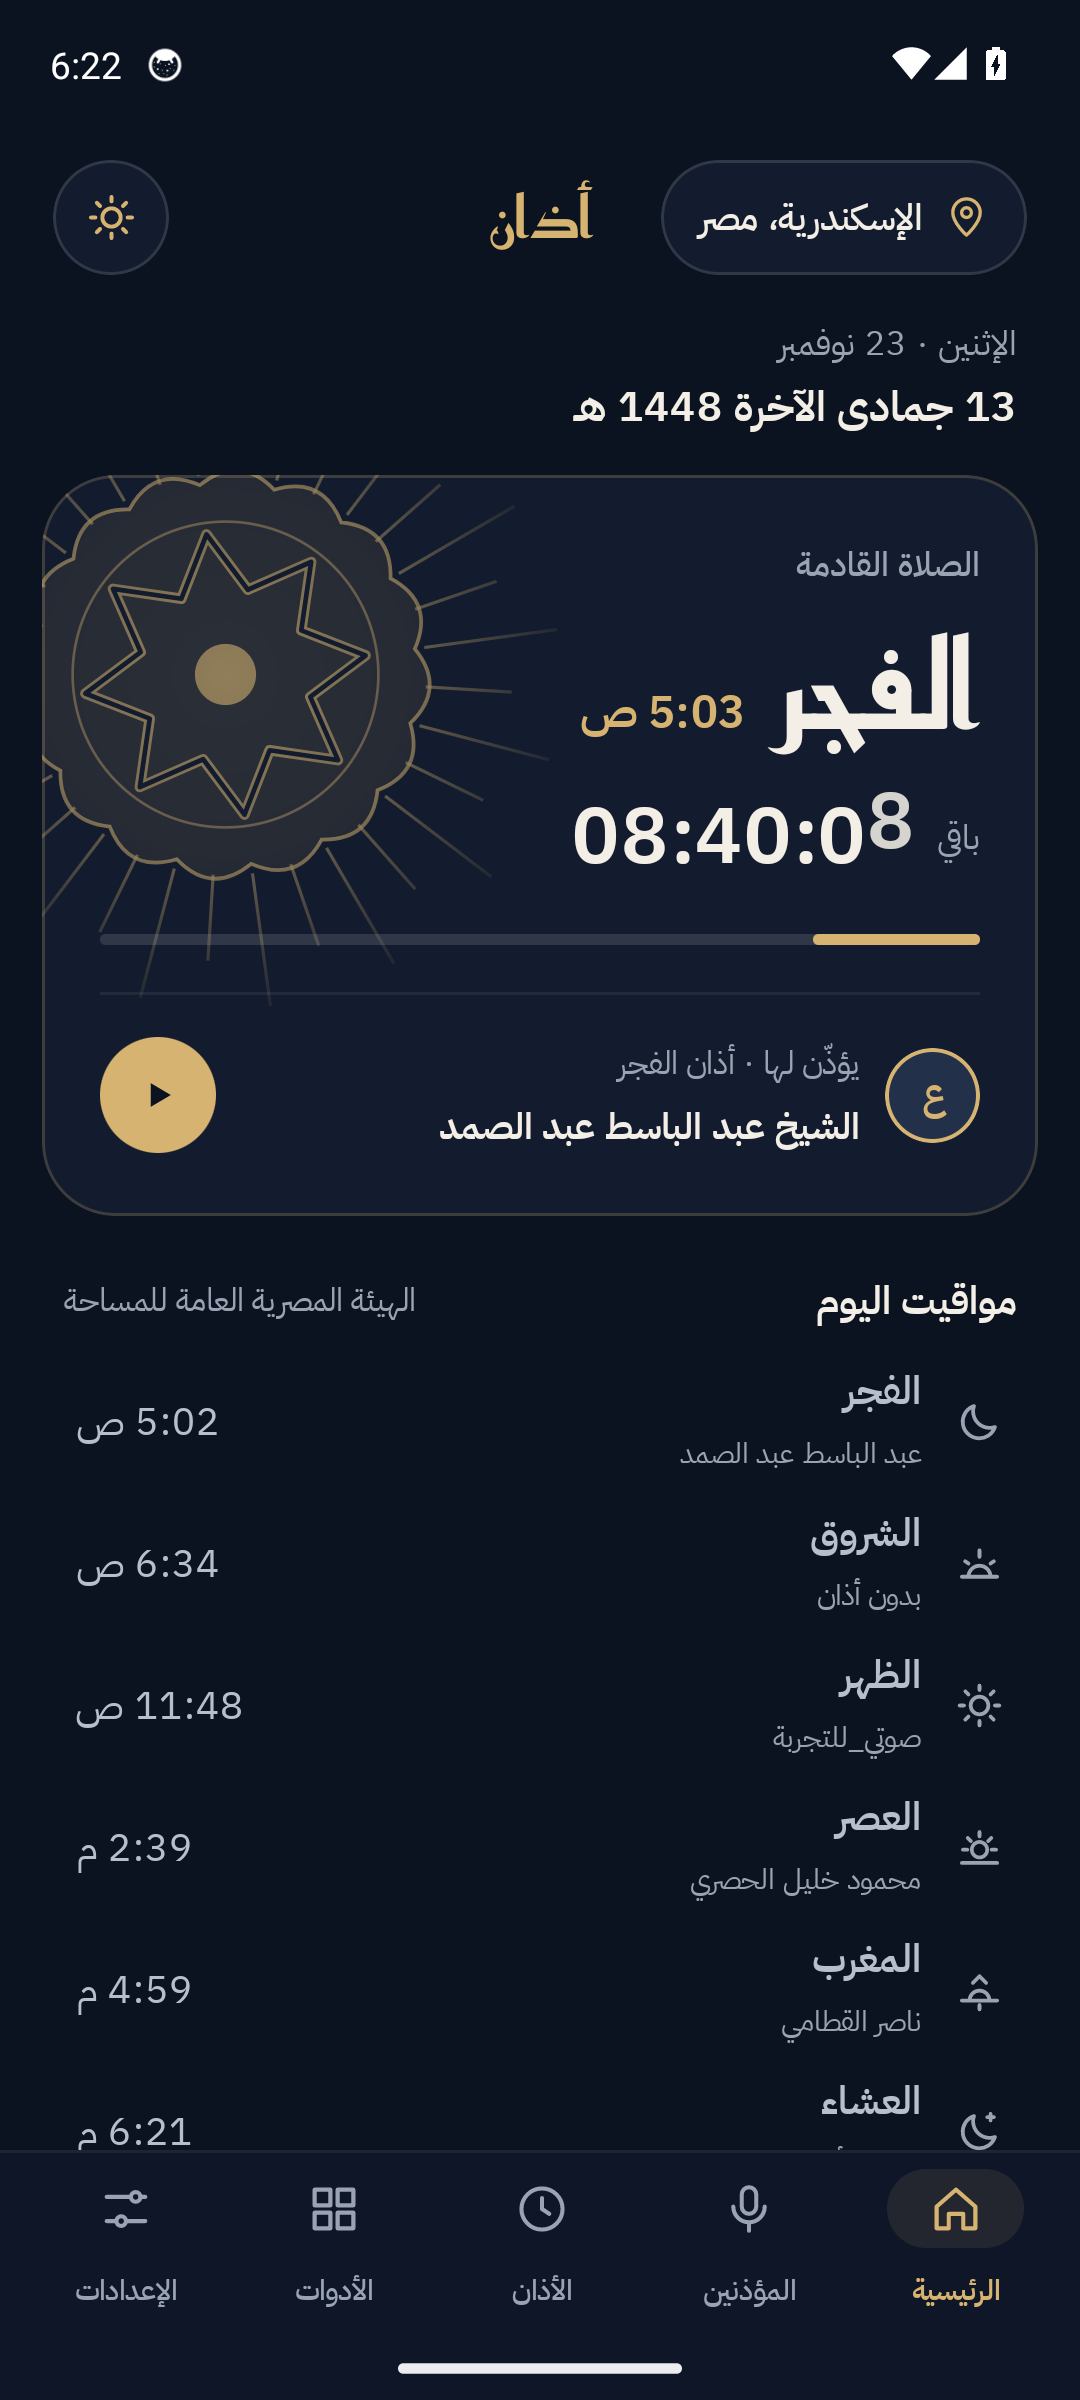 6:22
الإسكندرية، مصر
أذان
الإثنين · 23 نوفمبر
13 جمادى الآخرة 1448 هـ
الصلاة القادمة
الفجر 5:03 ص
باقي 08:40:08
يؤذّن لها · أذان الفجر
ع
الشيخ عبد الباسط عبد الصمد
مواقيت اليوم
الهيئة المصرية العامة للمساحة
الفجر
عبد الباسط عبد الصمد
5:02 ص
الشروق
بدون أذان
6:34 ص
الظهر
صوتي_للتجربة
11:48 ص
العصر
محمود خليل الحصري
2:39 م
المغرب
ناصر القطامي
4:59 م
العشاء
6:21 م
الرئيسية
المؤذنين
الأذان
الأدوات
الإعدادات